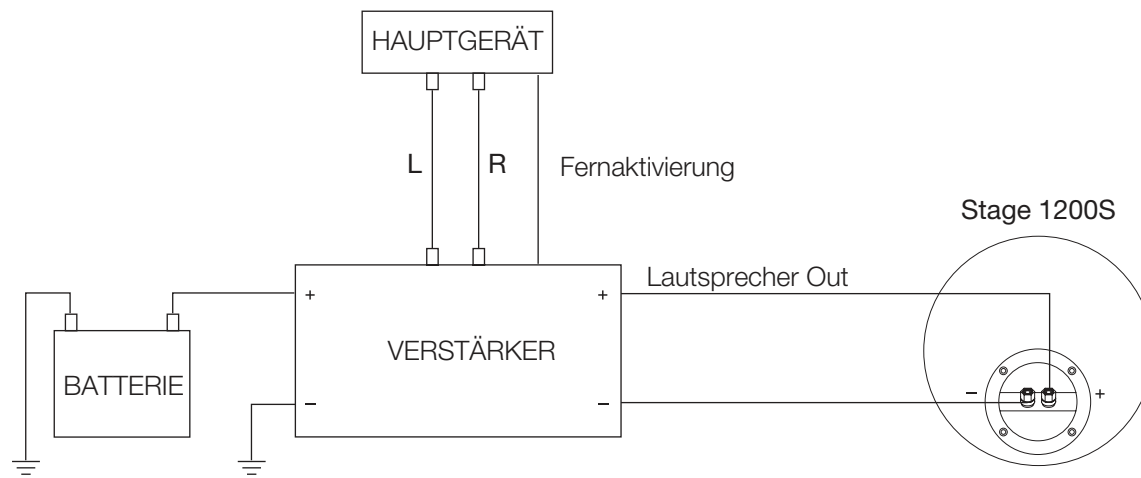 HAUPTGERÄT
L R Fernaktivierung
Stage 1200S
Lautsprecher Out
+ +
VERSTÄRKER
BATTERIE
− − − +